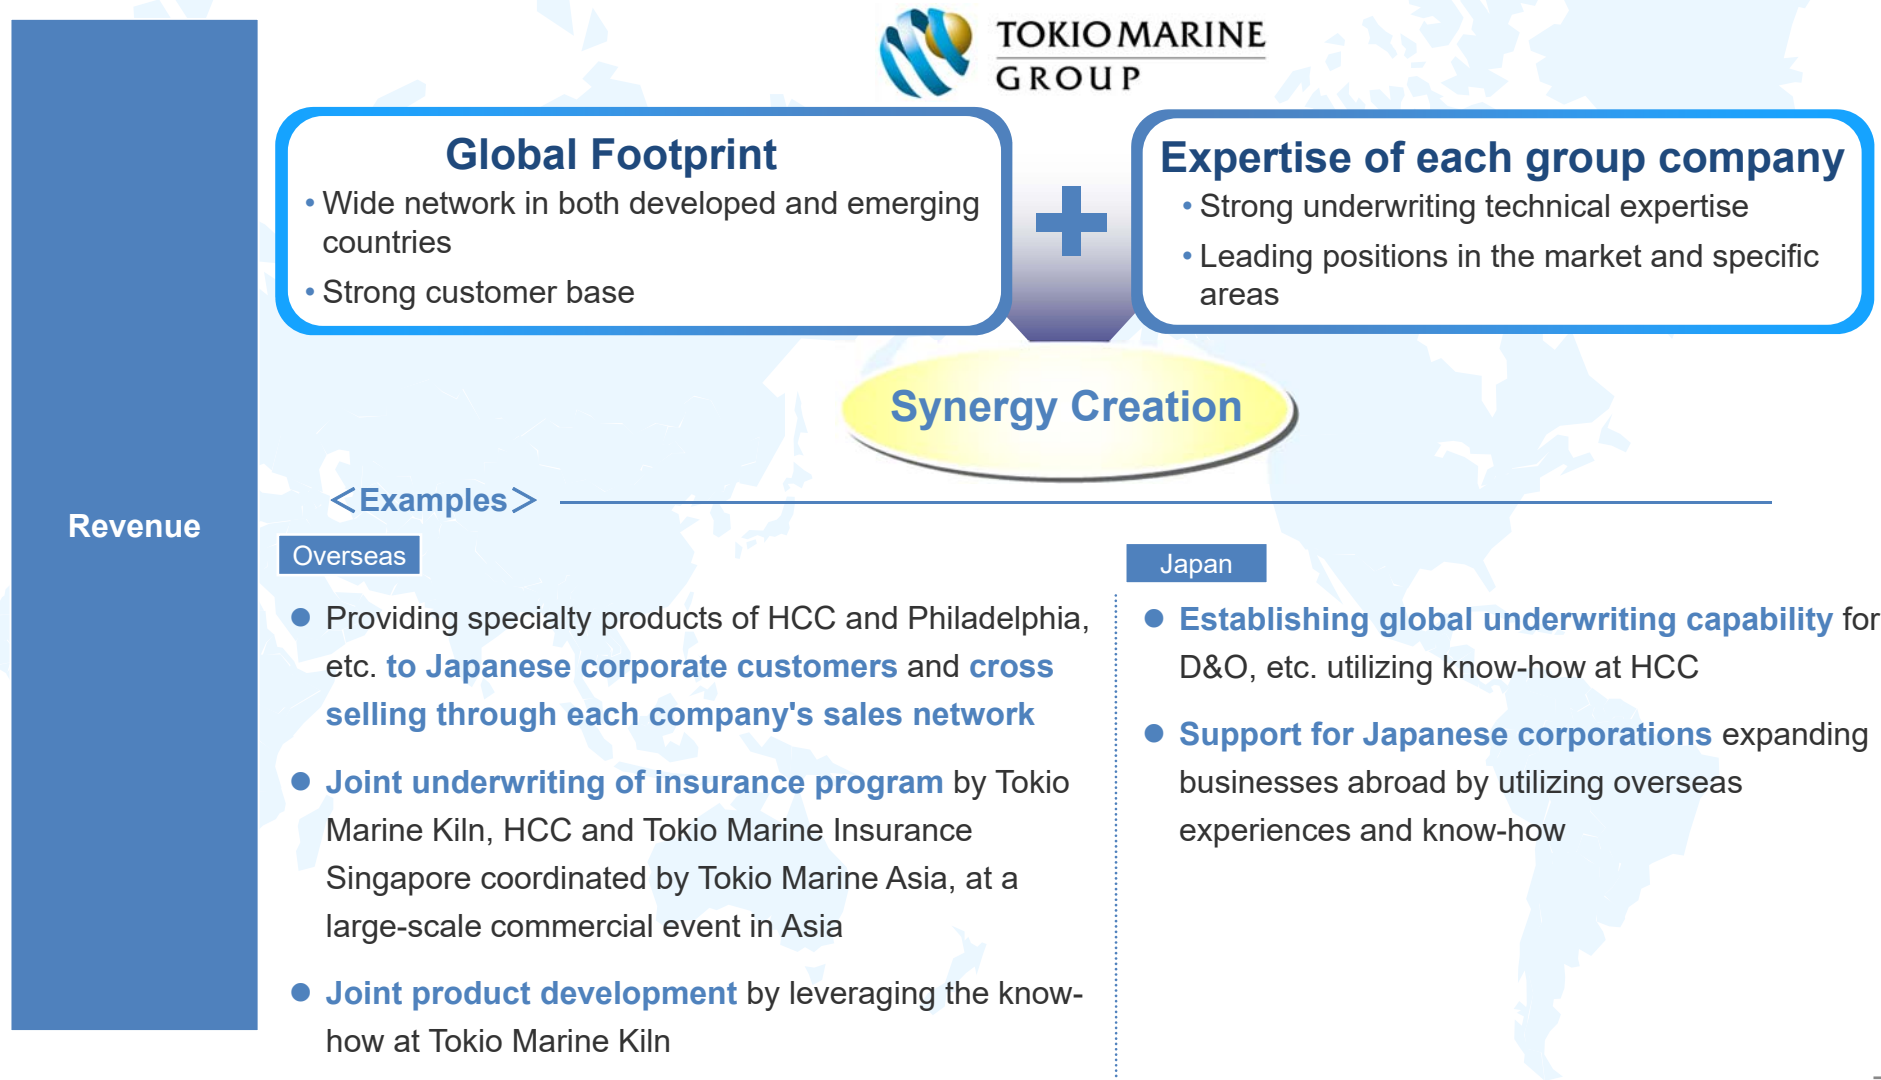 TOKIO MARINE
GROUP
Revenue
Global Footprint
• Wide network in both developed and emerging
countries
• Strong customer base
Expertise of each group company
• Strong underwriting technical expertise
• Leading positions in the market and specific
areas
Synergy Creation
＜Examples＞
Overseas
● Providing specialty products of HCC and Philadelphia,
etc. to Japanese corporate customers and cross
selling through each company's sales network
● Joint underwriting of insurance program by Tokio
Marine Kiln, HCC and Tokio Marine Insurance
Singapore coordinated by Tokio Marine Asia, at a
large-scale commercial event in Asia
● Joint product development by leveraging the know-
how at Tokio Marine Kiln
Japan
● Establishing global underwriting capability for
D&O, etc. utilizing know-how at HCC
● Support for Japanese corporations expanding
businesses abroad by utilizing overseas
experiences and know-how